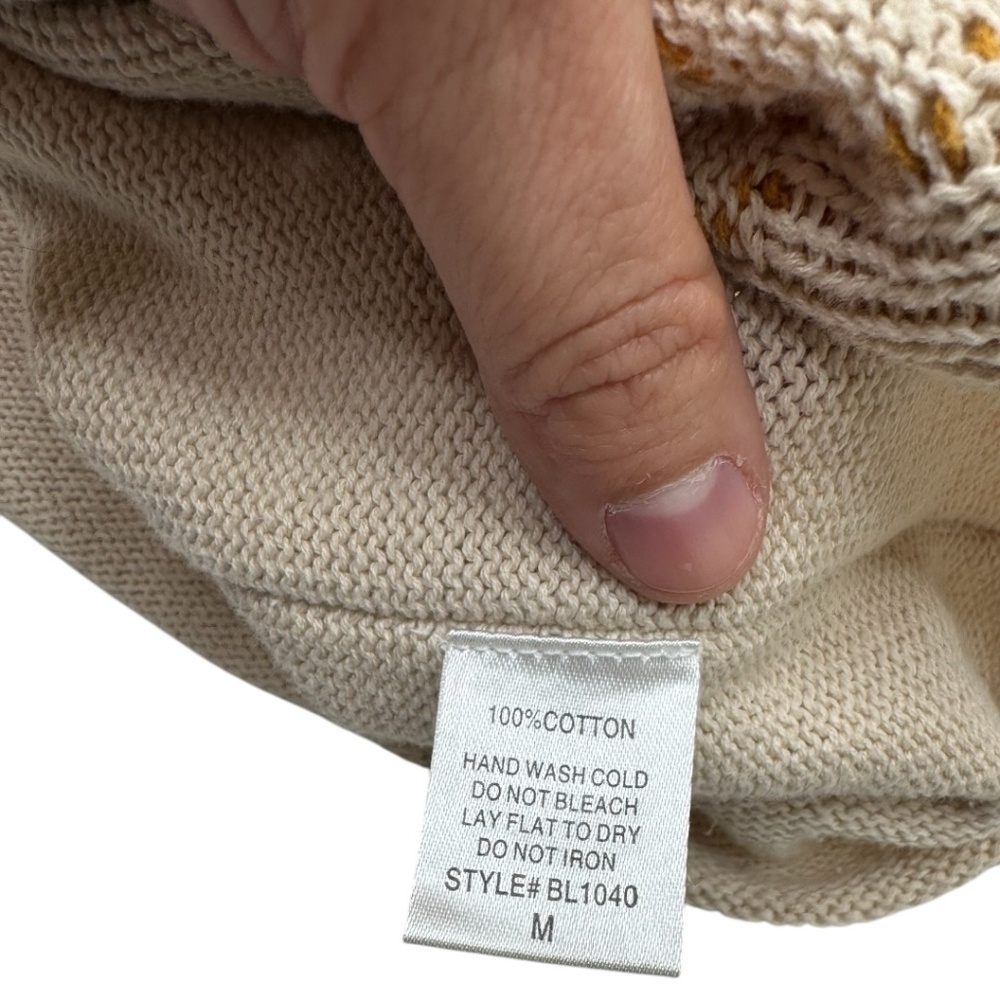 100%COTTON
HAND WASH COLD
DO NOT BLEACH
LAY FLAT TO DRY
DO NOT IRON
STYLE# BL1040
M